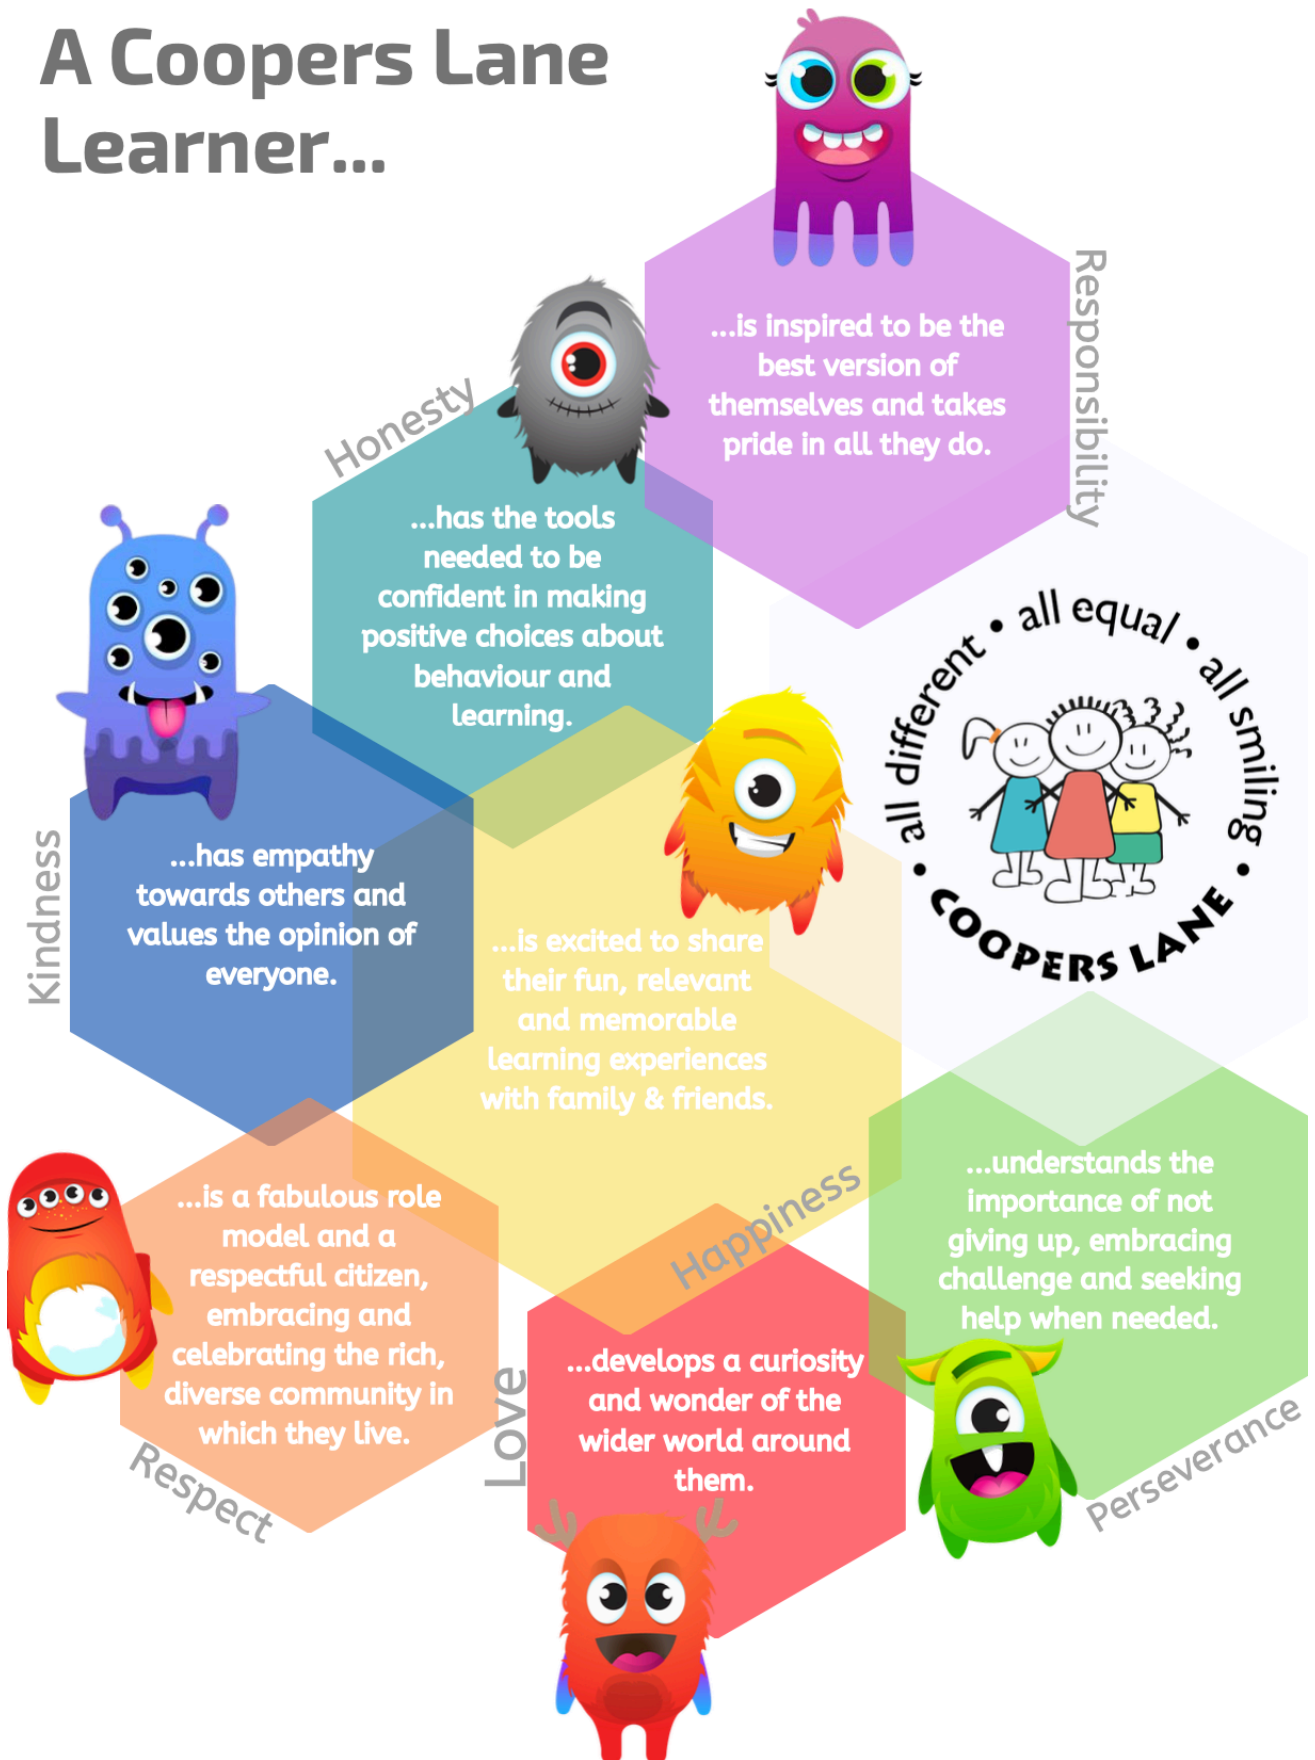 A Coopers Lane
Learner...
Responsibility
...is inspired to be the
best version of
themselves and takes
pride in all they do.
Honesty
...has the tools
needed to be
confident in making
positive choices about
behaviour and
learning.
• all different • all equal • all smiling •
COOPERS LANE
Kindness
...has empathy
towards others and
values the opinion of
everyone.
...is excited to share
their fun, relevant
and memorable
learning experiences
with family & friends.
Happiness
...understands the
importance of not
giving up, embracing
challenge and seeking
help when needed.
Perseverance
...is a fabulous role
model and a
respectful citizen,
embracing and
celebrating the rich,
diverse community in
which they live.
Respect
Love
...develops a curiosity
and wonder of the
wider world around
them.